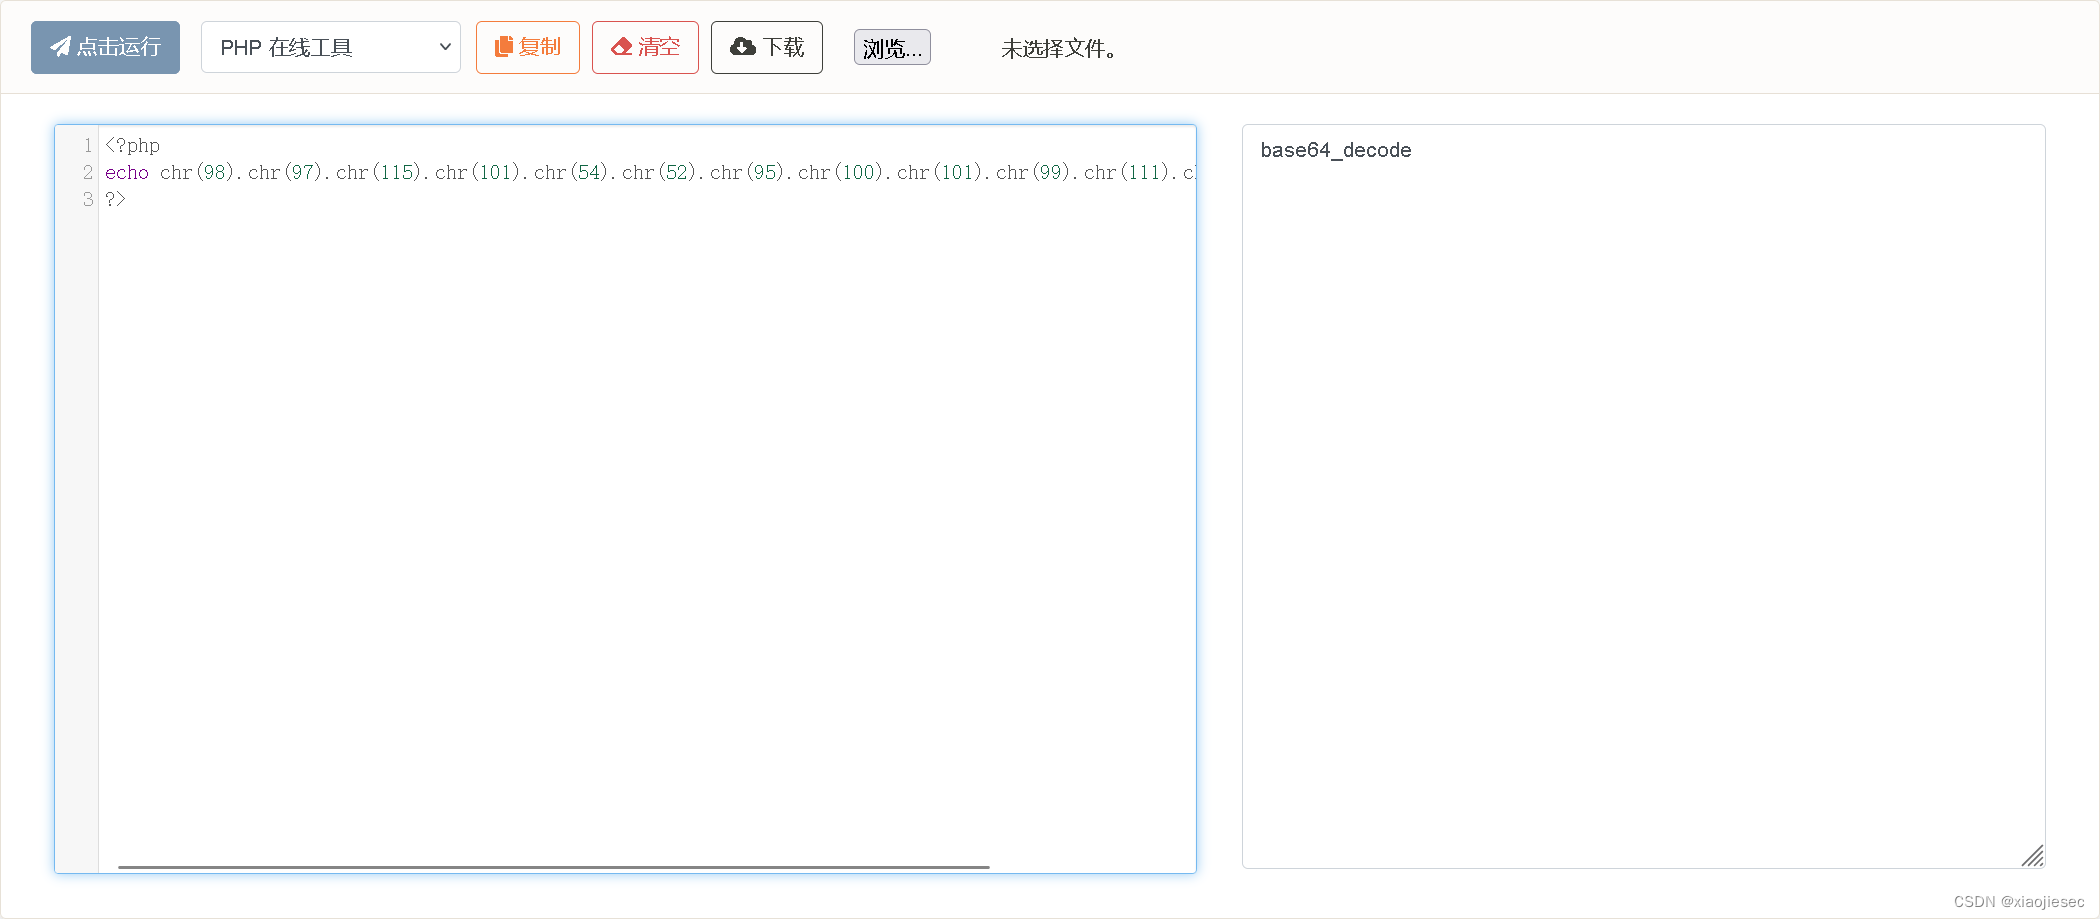 点击运行 PHP 在线工具 复制 清空 下载 浏览... 未选择文件。
1 <?php
2 echo chr(98).chr(97).chr(115).chr(101).chr(54).chr(52).chr(95).chr(100).chr(101).chr(99).chr(111).c
3 ?>
base64_decode
CSDN @xiaojiesec